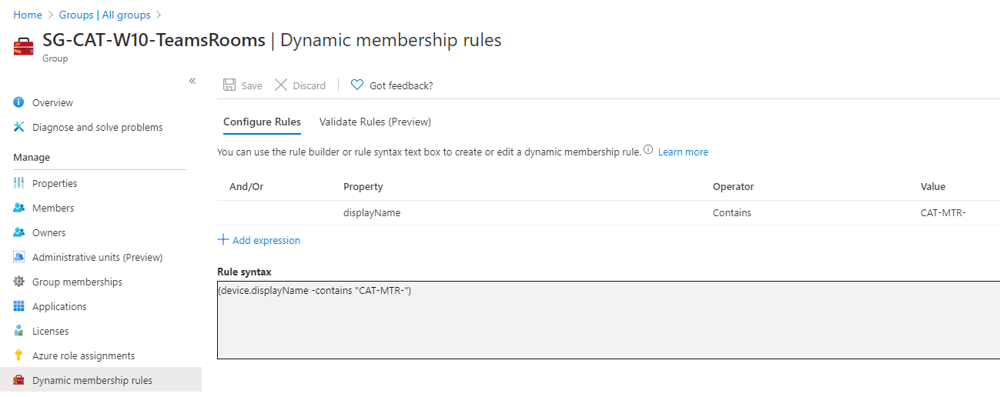 Home > Groups | All groups >
SG-CAT-W10-TeamsRooms | Dynamic membership rules
Group
«
Overview
Diagnose and solve problems
Manage
Properties
Members
Owners
Administrative units (Preview)
Group memberships
Applications
Licenses
Azure role assignments
Dynamic membership rules
Save Discard Got feedback?
Configure Rules Validate Rules (Preview)
You can use the rule builder or rule syntax text box to create or edit a dynamic membership rule. Learn more
And/Or Property Operator Value
displayName Contains CAT-MTR-
+ Add expression
Rule syntax
(device.displayName -contains "CAT-MTR-")